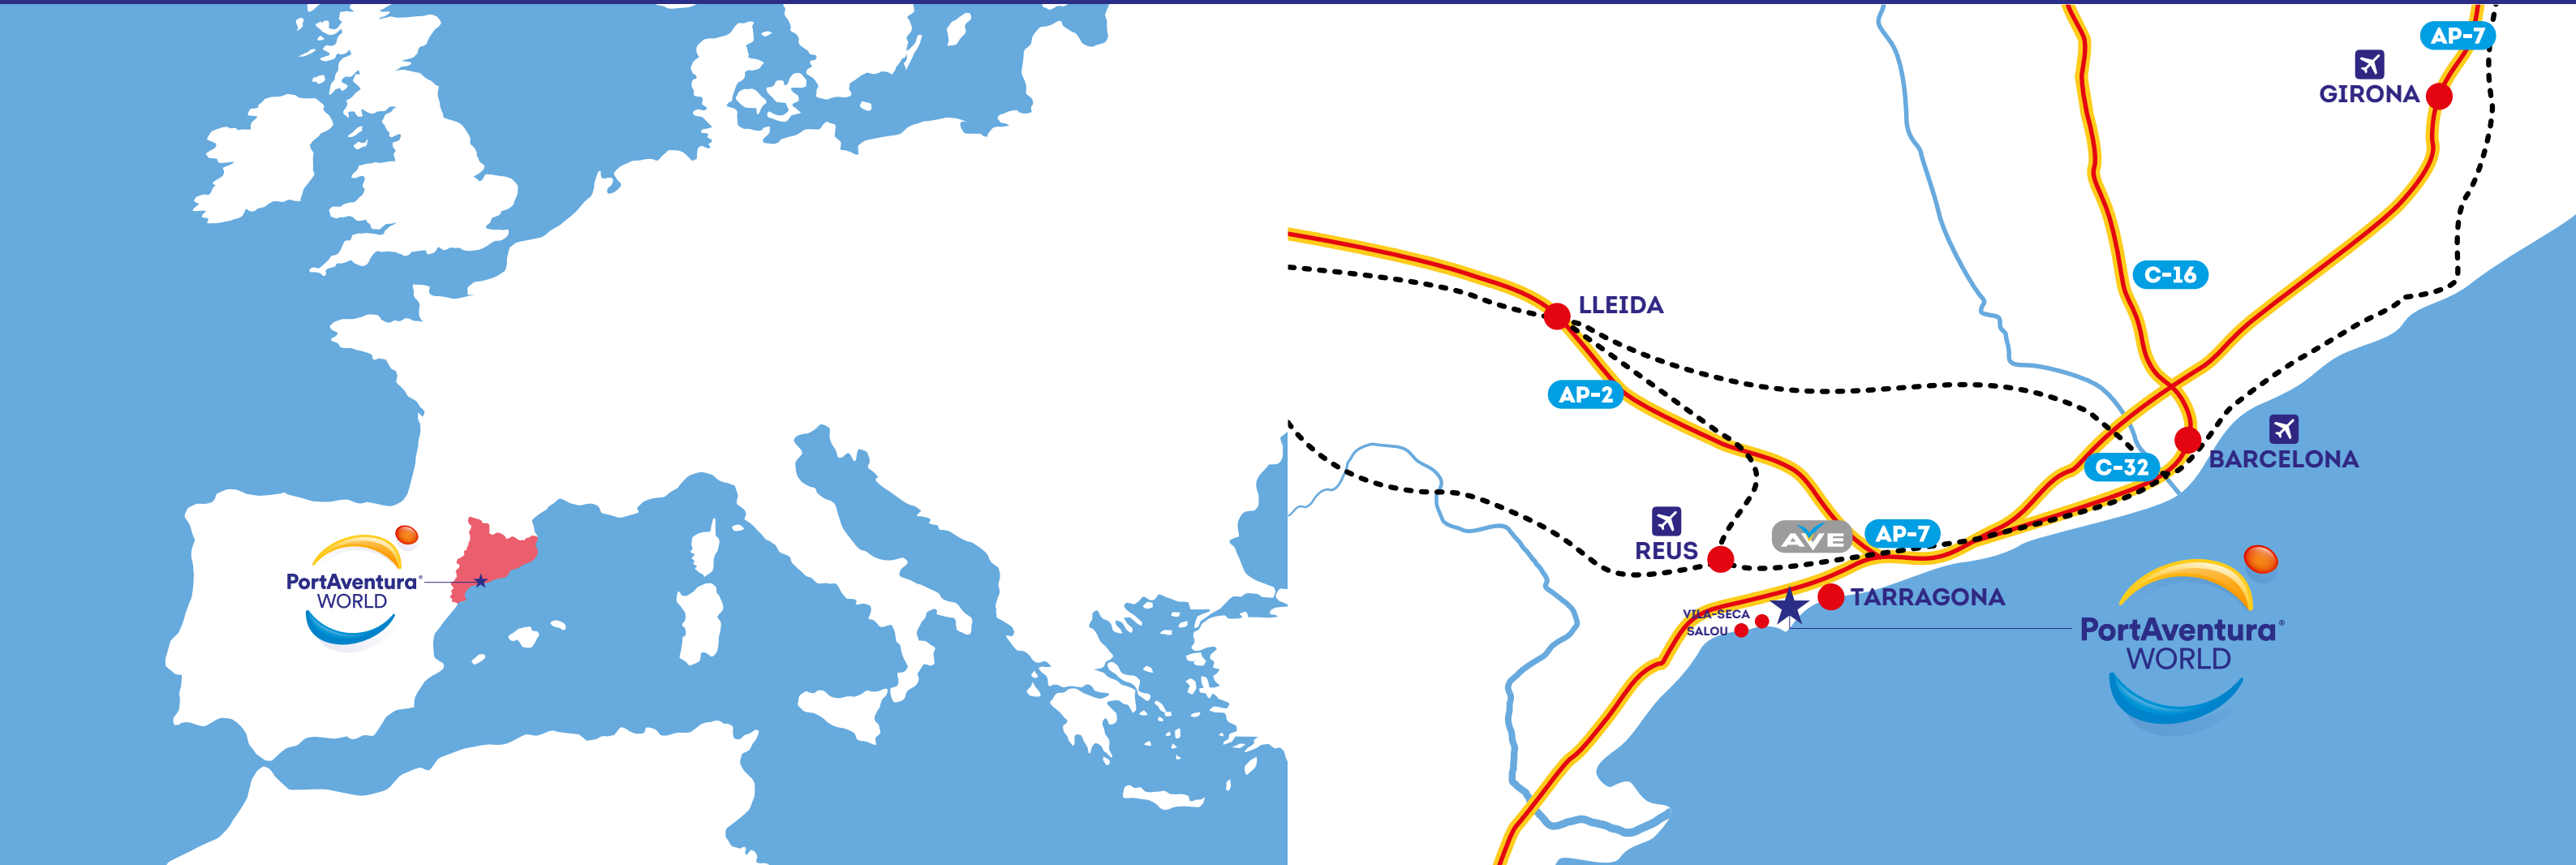 PortAventura®
WORLD
AP-7
GIRONA
C-16
LLEIDA
AP-2
BARCELONA
C-32
REUS
AVE
AP-7
TARRAGONA
VILA-SECA
SALOU
PortAventura®
WORLD